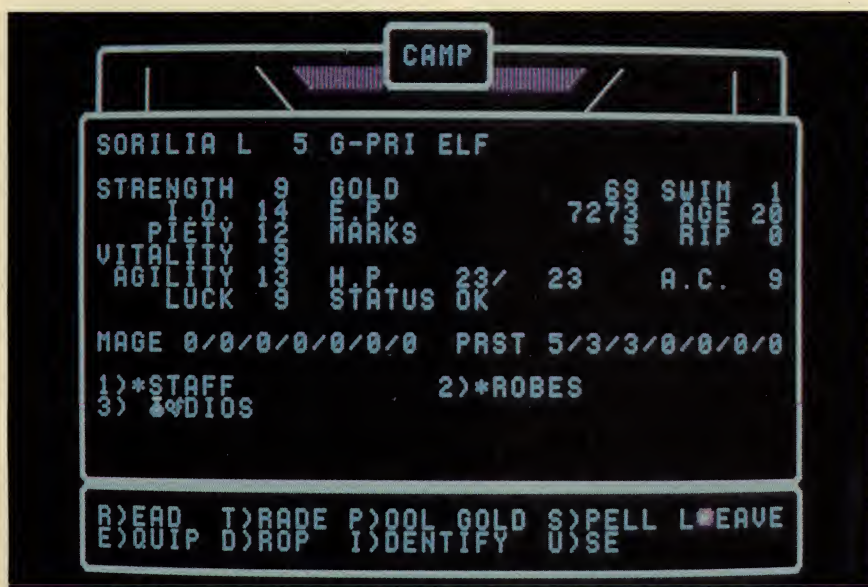 CAMP
SORILIA L 5 G-PRI ELF
STRENGTH 9 GOLD 69 SWIM 1
I.Q. 14 E.P. 7273 AGE 20
PIETY 12 MARKS 5 RIP 0
VITALITY 9
AGILITY 13 H.P. 23/ 23 A.C. 9
LUCK 9 STATUS OK
MAGE 0/0/0/0/0/0/0 PRST 5/3/3/0/0/0/0
1)*STAFF 2)*ROBES
3) DIOS
R)EAD T)RADE P)OOL GOLD S)PELL L EAVE
E)QUIP D)ROP I)DENTIFY U)SE